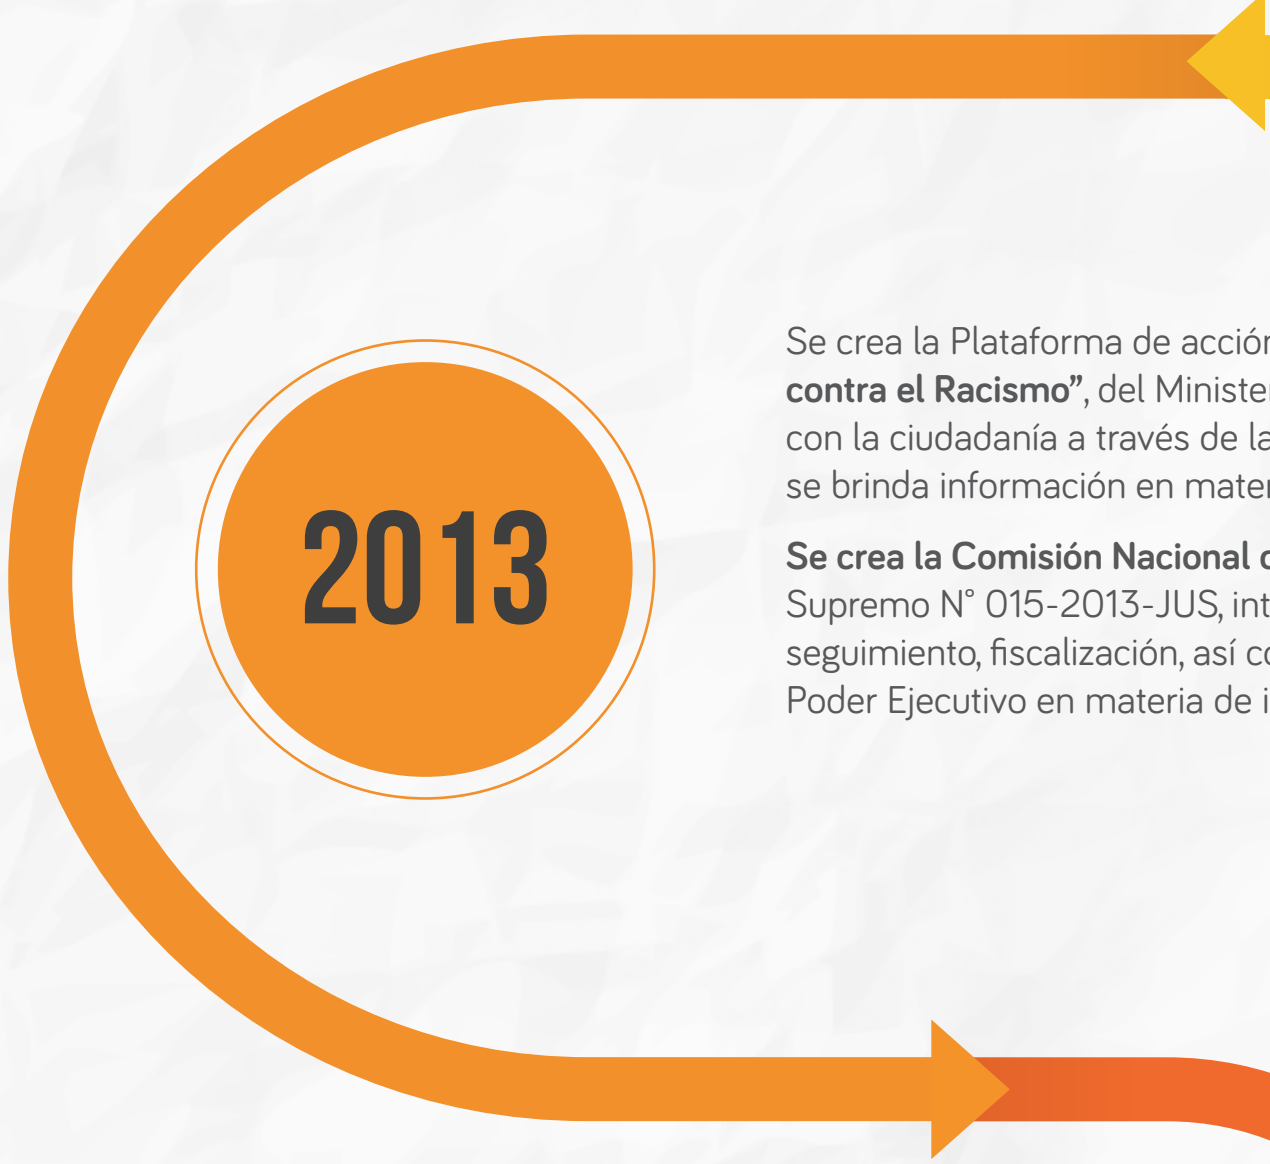 2013
Se crea la Plataforma de acción
contra el Racismo”, del Ministe
con la ciudadanía a través de la
se brinda información en mater
Se crea la Comisión Nacional
Supremo N° 015-2013-JUS, int
seguimiento, fiscalización, así co
Poder Ejecutivo en materia de i